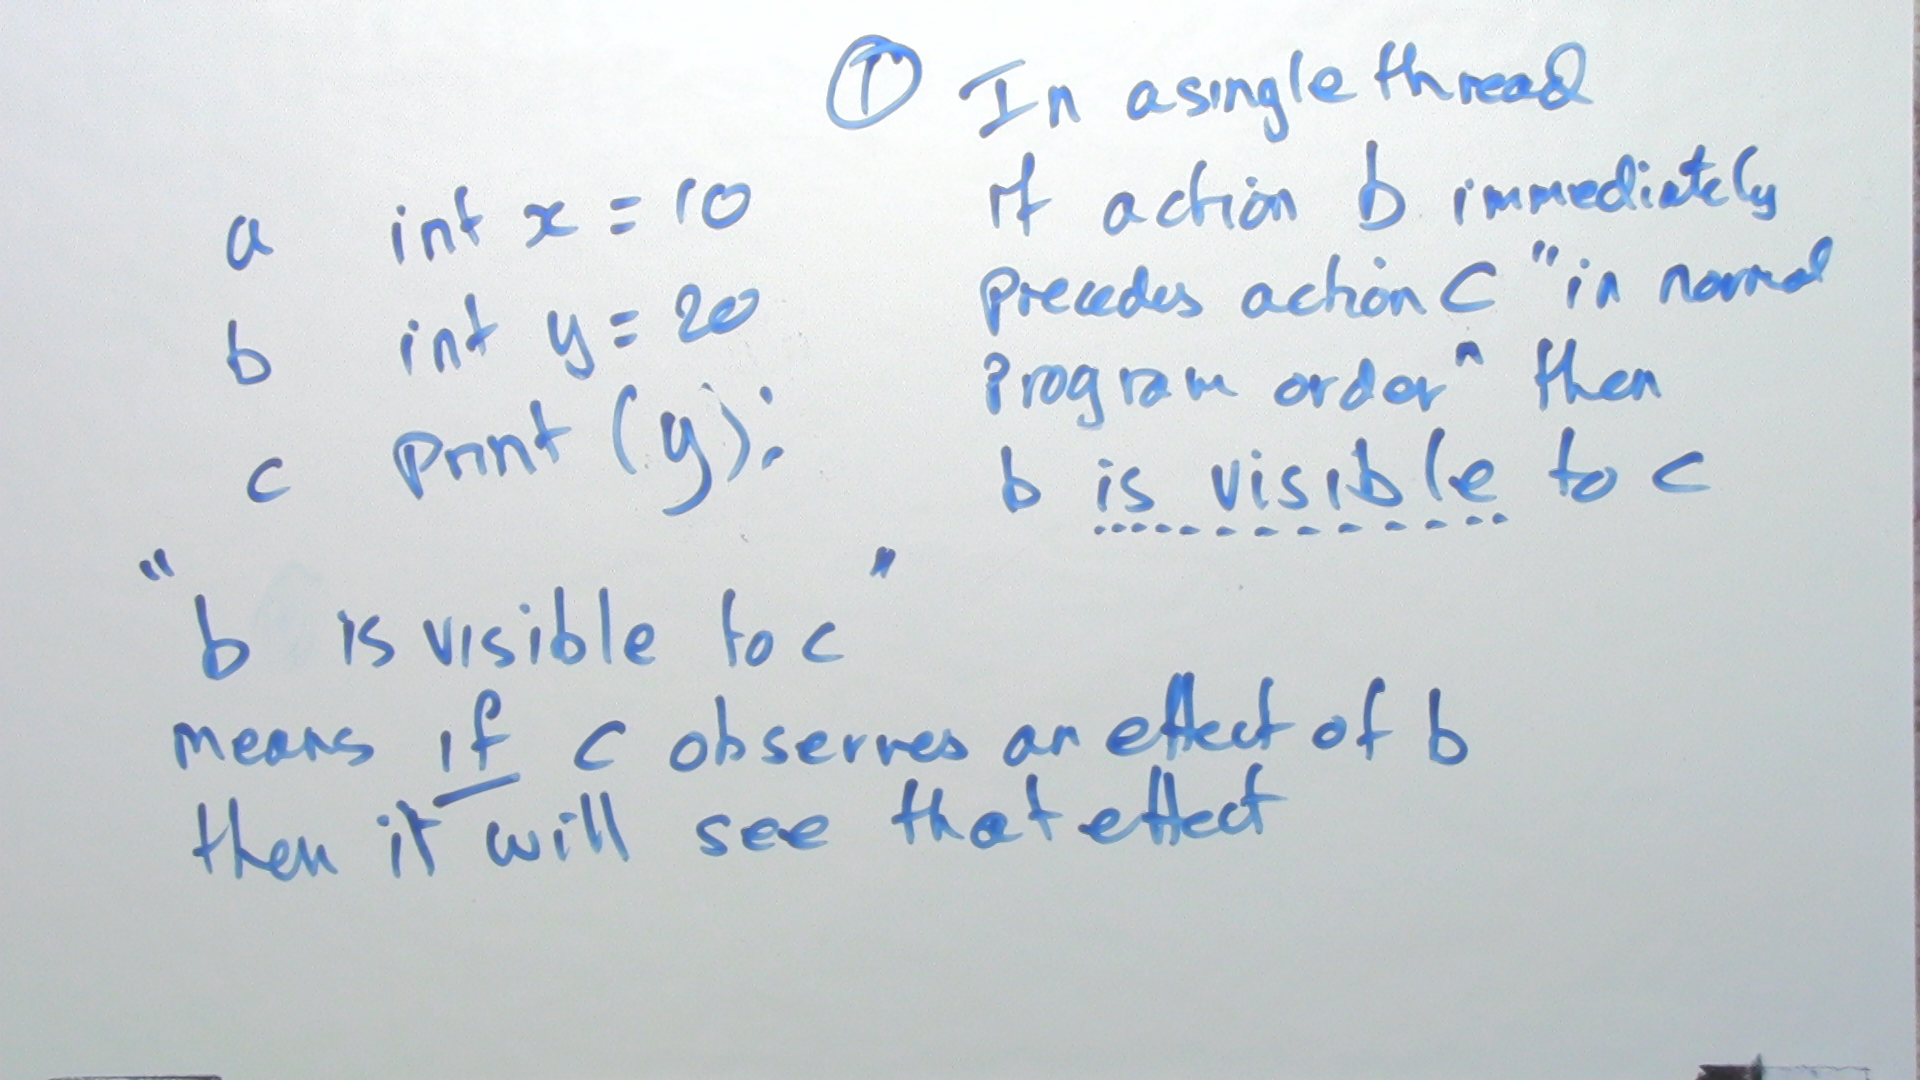 a int x = 10
b int y = 20
c print (y);
① In a single thread
if action b immediately
precedes action C "in normal
program order" then
b is visible to c
"b is visible to c"
means if c observes an effect of b
then it will see that effect